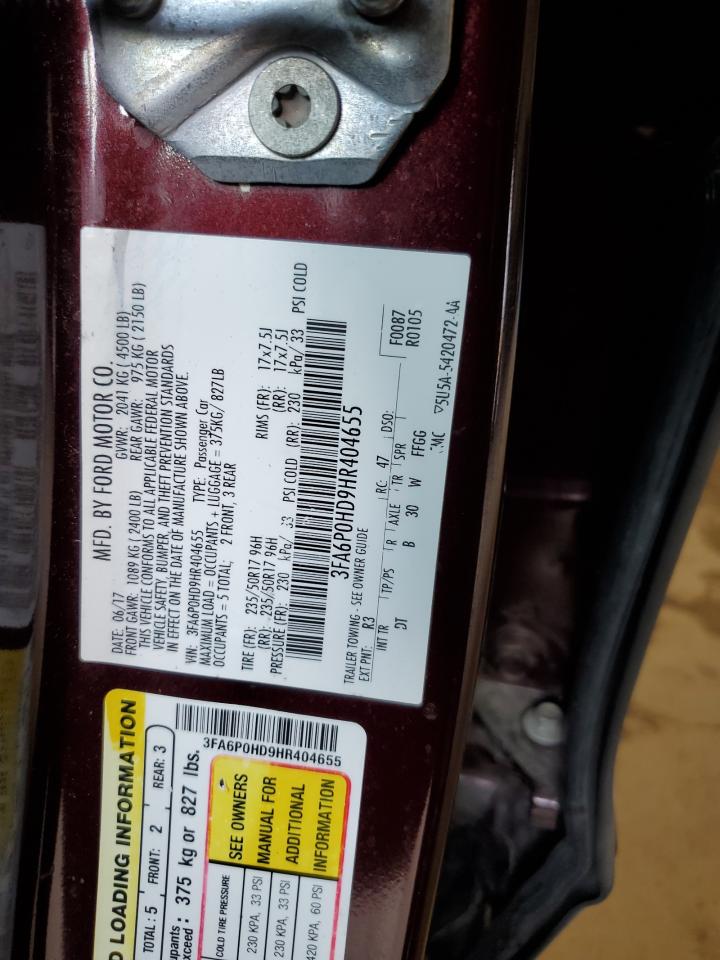 MFD. BY FORD MOTOR CO.
DATE: 06/17 GVWR: 2041 KG ( 4500 LB)
FRONT GAWR: 1089 KG ( 2400 LB) REAR GAWR: 975 KG ( 2150 LB)
THIS VEHICLE CONFORMS TO ALL APPLICABLE FEDERAL MOTOR
VEHICLE SAFETY, BUMPER, AND THEFT PREVENTION STANDARDS
IN EFFECT ON THE DATE OF MANUFACTURE SHOWN ABOVE.
VIN: 3FA6P0HD9HR404655 TYPE: Passenger Car
MAXIMUM LOAD = OCCUPANTS + LUGGAGE = 375KG/ 827LB
OCCUPANTS = 5 TOTAL; 2 FRONT, 3 REAR
TIRE (FR): 235/50R17 96H RIMS (FR): 17x7.5J
(RR): 235/50R17 96H (RR): 17x7.5J
PRESSURE (FR): 230 kPa/ 33 PSI COLD (RR): 230 kPa/ 33 PSI COLD
3FA6P0HD9HR404655
TRAILER TOWING - SEE OWNER GUIDE
EXT PNT: R3 RC: 47 DSO:
INT TR TP/PS R AXLE TR SPR F0087
DT B 30 W FFGG R0105
5U5A-5420472-AA
LOADING INFORMATION
TOTAL : 5 FRONT: 2 REAR: 3
exceed : 375 kg or 827 lbs.
3FA6P0HD9HR404655
COLD TIRE PRESSURE
230 KPA, 33 PSI
230 KPA, 33 PSI
420 KPA, 60 PSI
SEE OWNERS
MANUAL FOR
ADDITIONAL
INFORMATION